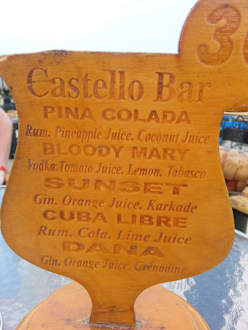 30
Castello Bar
PINA COLADA
Rum. Pineapple Juice. Coconut Juice
BLOODY MARY
Vodka.Tomato Juice. Lemon. Tabasco
SUNSET
Gin. Orange Juice. Karkade
CUBA LIBRE
Rum. Cola. Lime Juice
DANA
Gin. Orange Juice. Grenadine